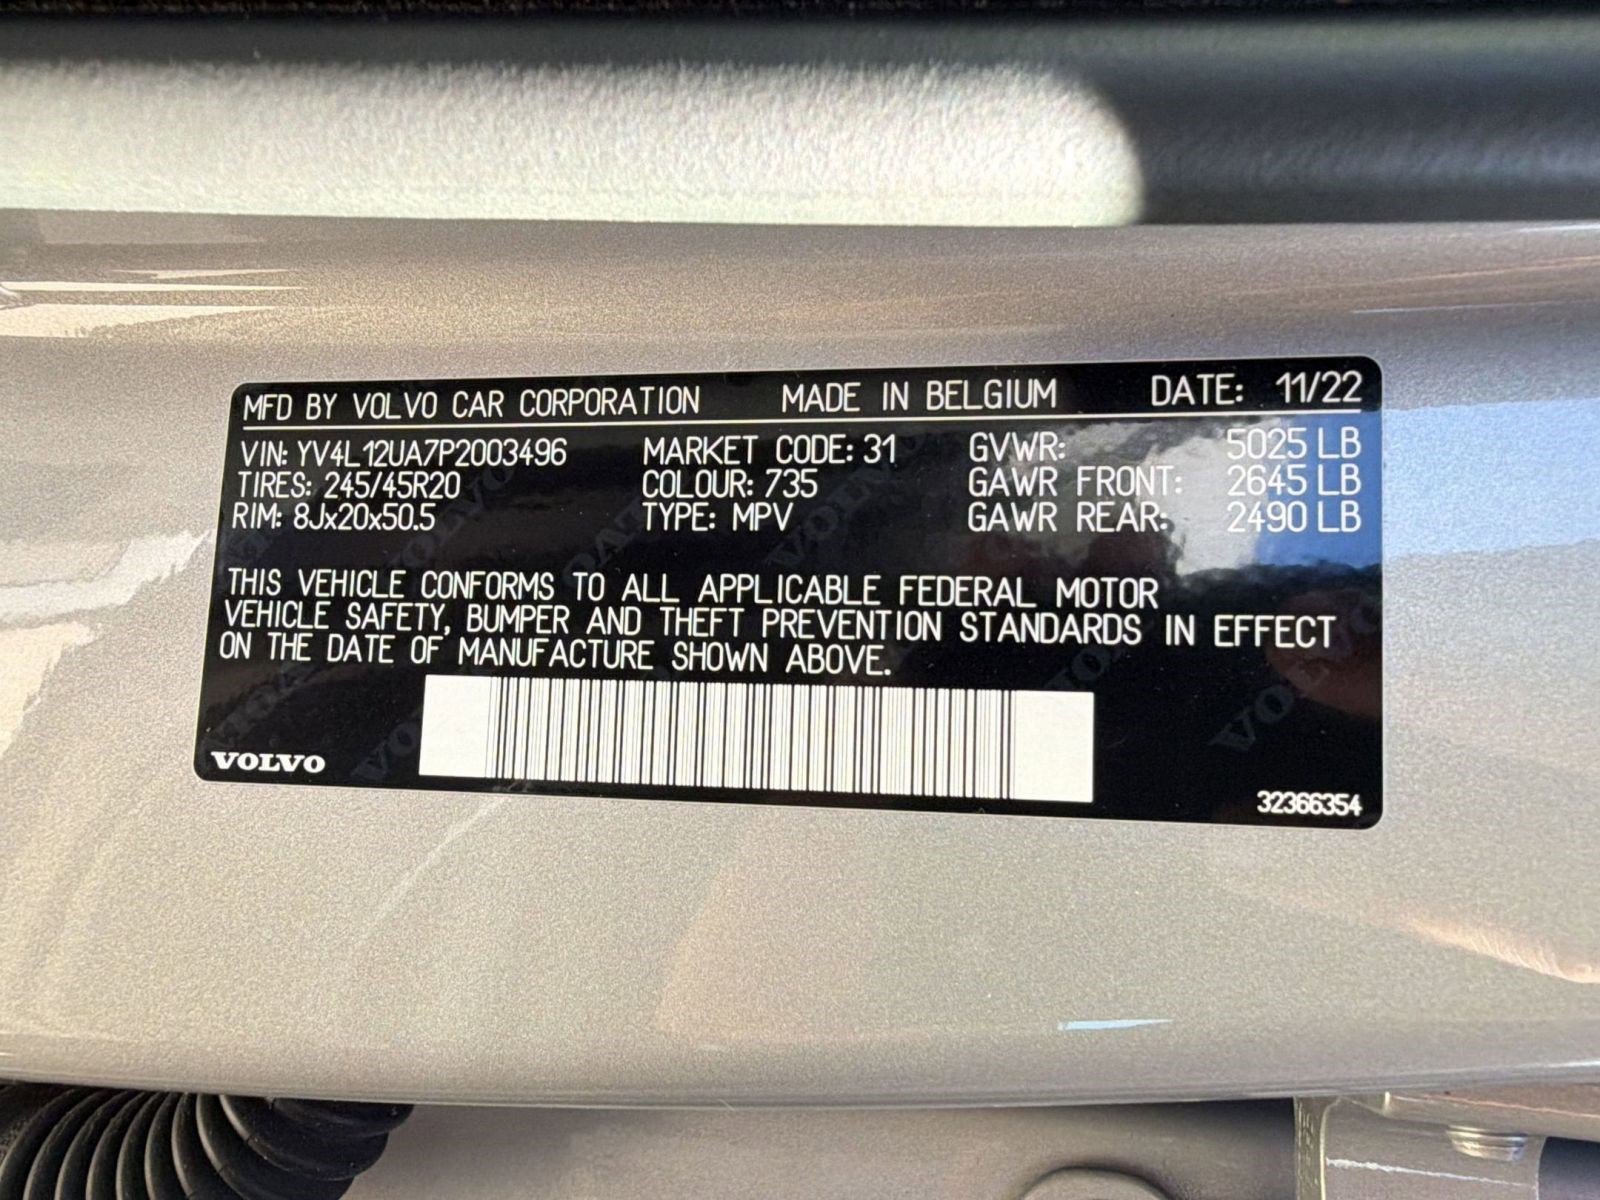 MFD BY VOLVO CAR CORPORATION MADE IN BELGIUM DATE: 11/22
VIN: YV4L12UA7P2003496 MARKET CODE: 31 GVWR: 5025 LB
TIRES: 245/45R20 COLOUR: 735 GAWR FRONT: 2645 LB
RIM: 8Jx20x50.5 TYPE: MPV GAWR REAR: 2490 LB
THIS VEHICLE CONFORMS TO ALL APPLICABLE FEDERAL MOTOR
VEHICLE SAFETY, BUMPER AND THEFT PREVENTION STANDARDS IN EFFECT
ON THE DATE OF MANUFACTURE SHOWN ABOVE.
VOLVO
32366354